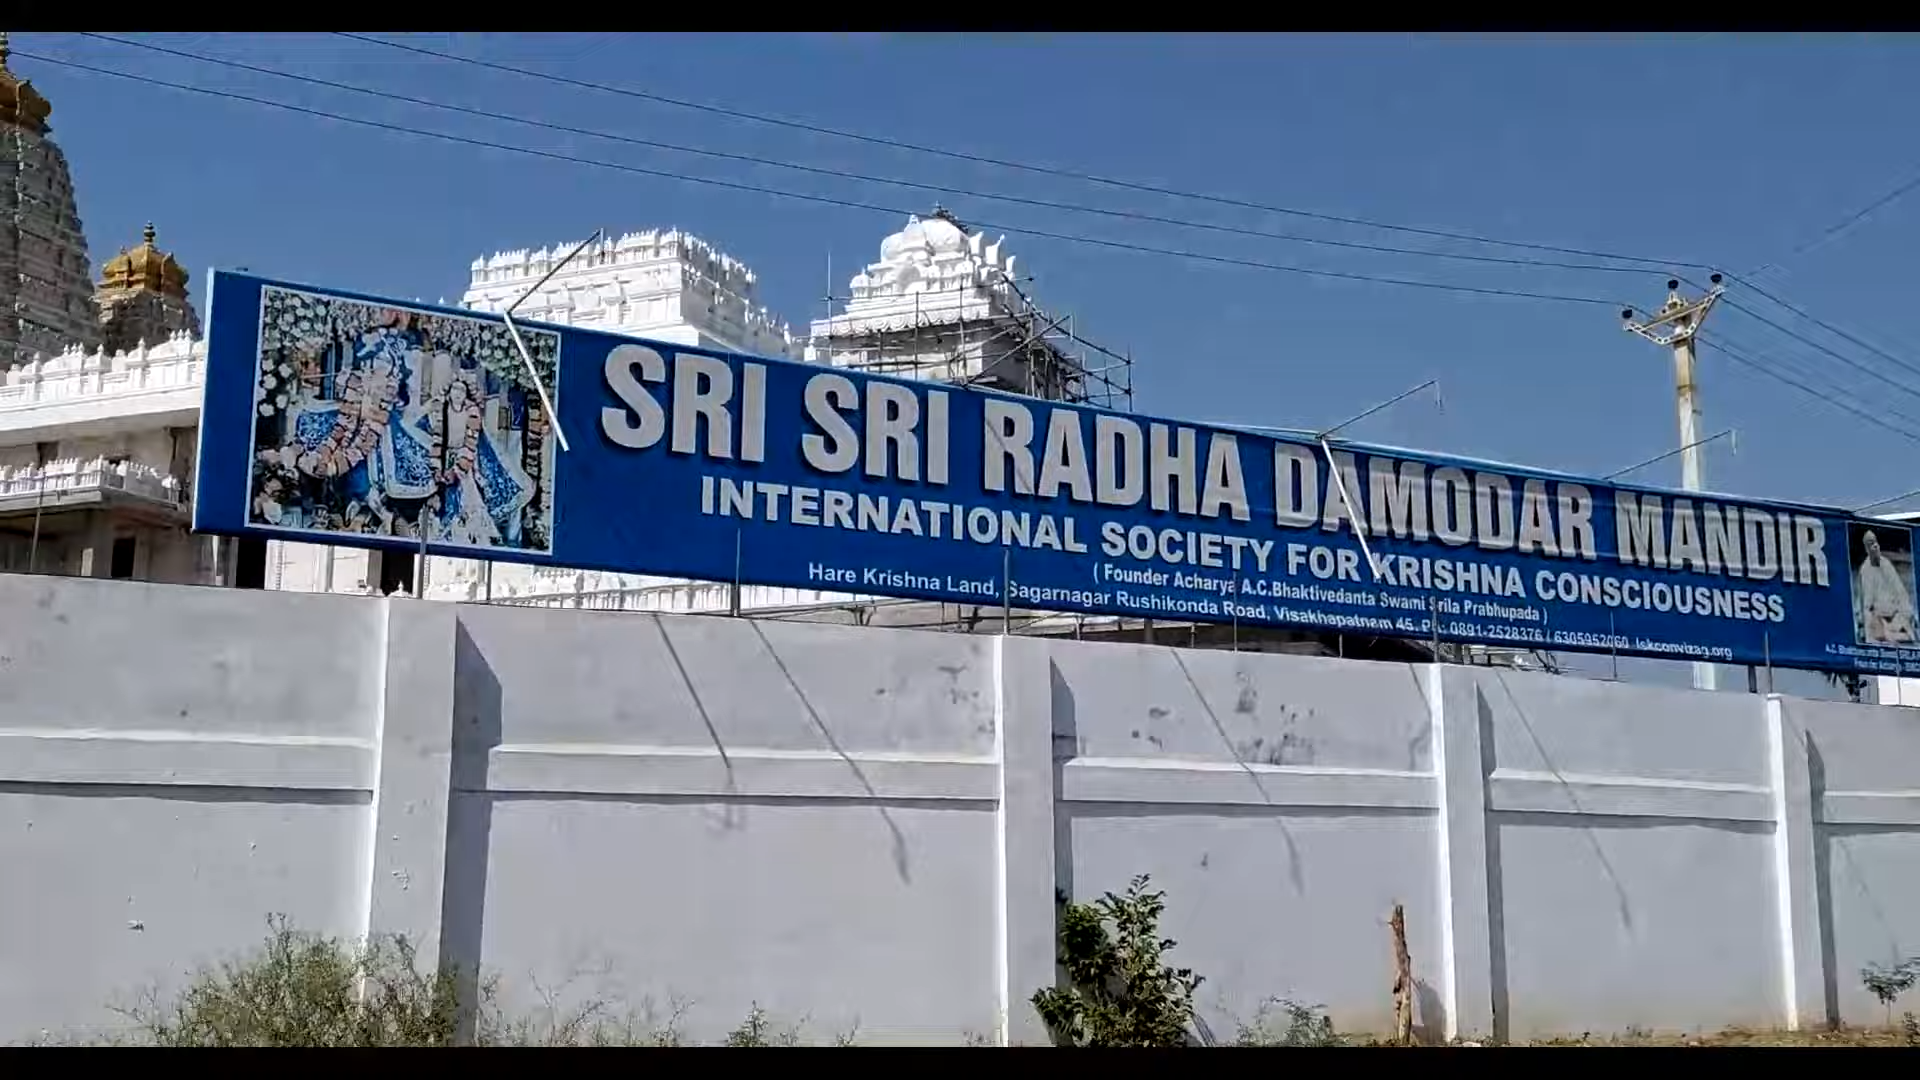 SRI SRI RADHA DAMODAR MANDIR
INTERNATIONAL SOCIETY FOR KRISHNA CONSCIOUSNESS
( Founder Acharya A.C.Bhaktivedanta Swami Srila Prabhupada )
Hare Krishna Land, Sagarnagar Rushikonda Road, Visakhapatnam 45. Ph: 0891-2528376 / 6305952060 iskconvizag.org